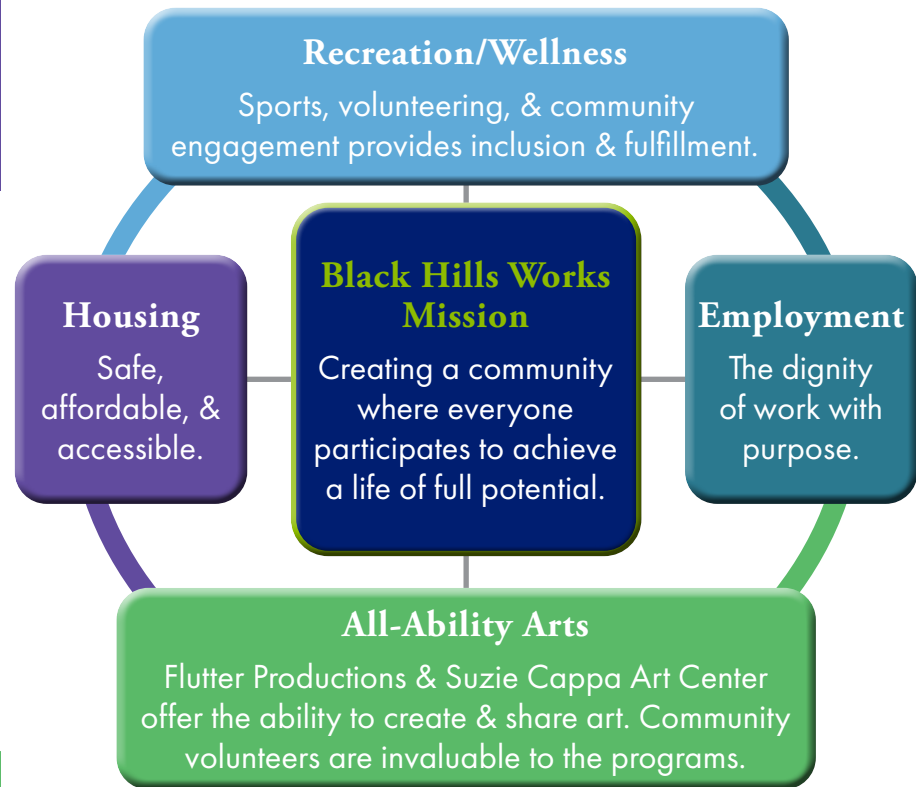 Recreation/Wellness
Sports, volunteering, & community
engagement provides inclusion & fulfillment.
Housing
Safe,
affordable, &
accessible.
Black Hills Works
Mission
Creating a community
where everyone
participates to achieve
a life of full potential.
Employment
The dignity
of work with
purpose.
All-Ability Arts
Flutter Productions & Suzie Cappa Art Center
offer the ability to create & share art. Community
volunteers are invaluable to the programs.